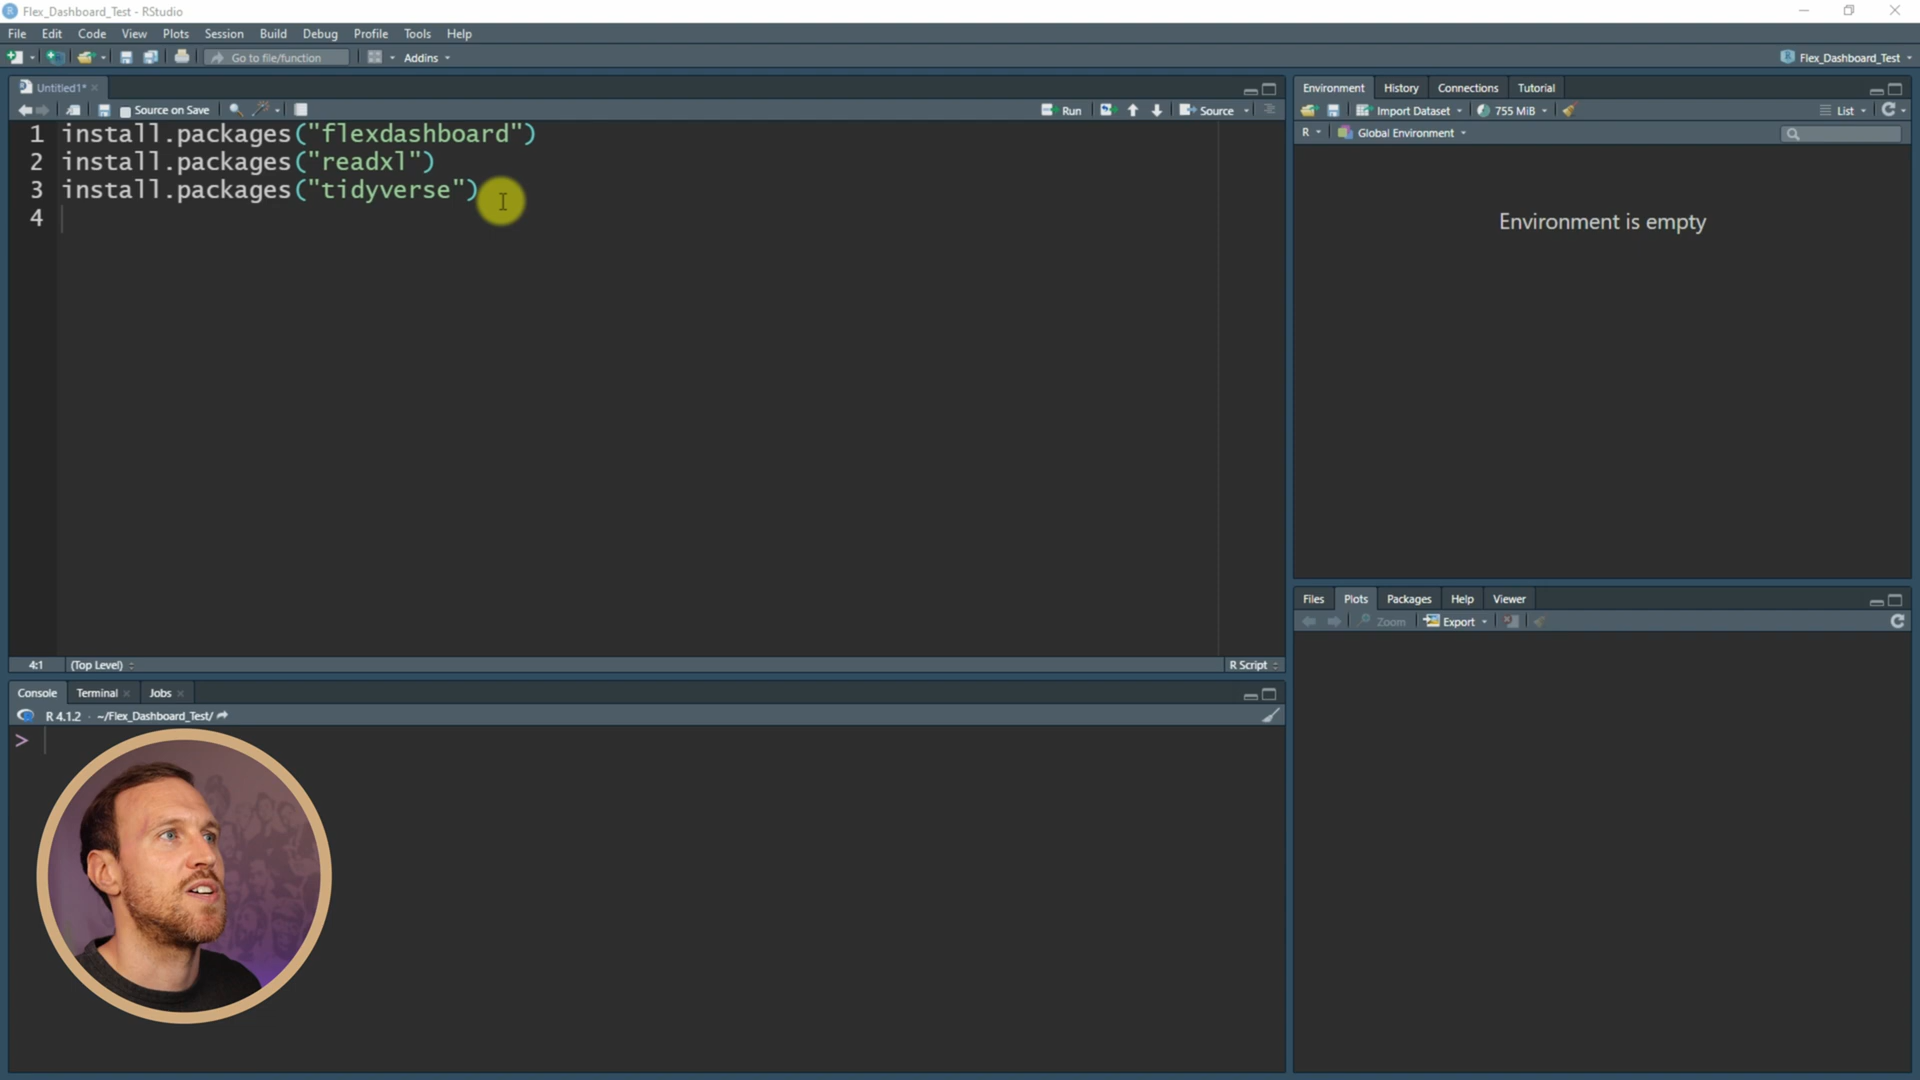 Flex_Dashboard_Test - RStudio
File Edit Code View Plots Session Build Debug Profile Tools Help
Go to file/function Addins Flex_Dashboard_Test
Untitled1*
Source on Save Run Source
1 install.packages("flexdashboard")
2 install.packages("readxl")
3 install.packages("tidyverse")
4
4:1 (Top Level) R Script
Console Terminal Jobs
R 4.1.2 · ~/Flex_Dashboard_Test/
>
Environment History Connections Tutorial
Import Dataset 755 MiB List
R Global Environment
Environment is empty
Files Plots Packages Help Viewer
Zoom Export